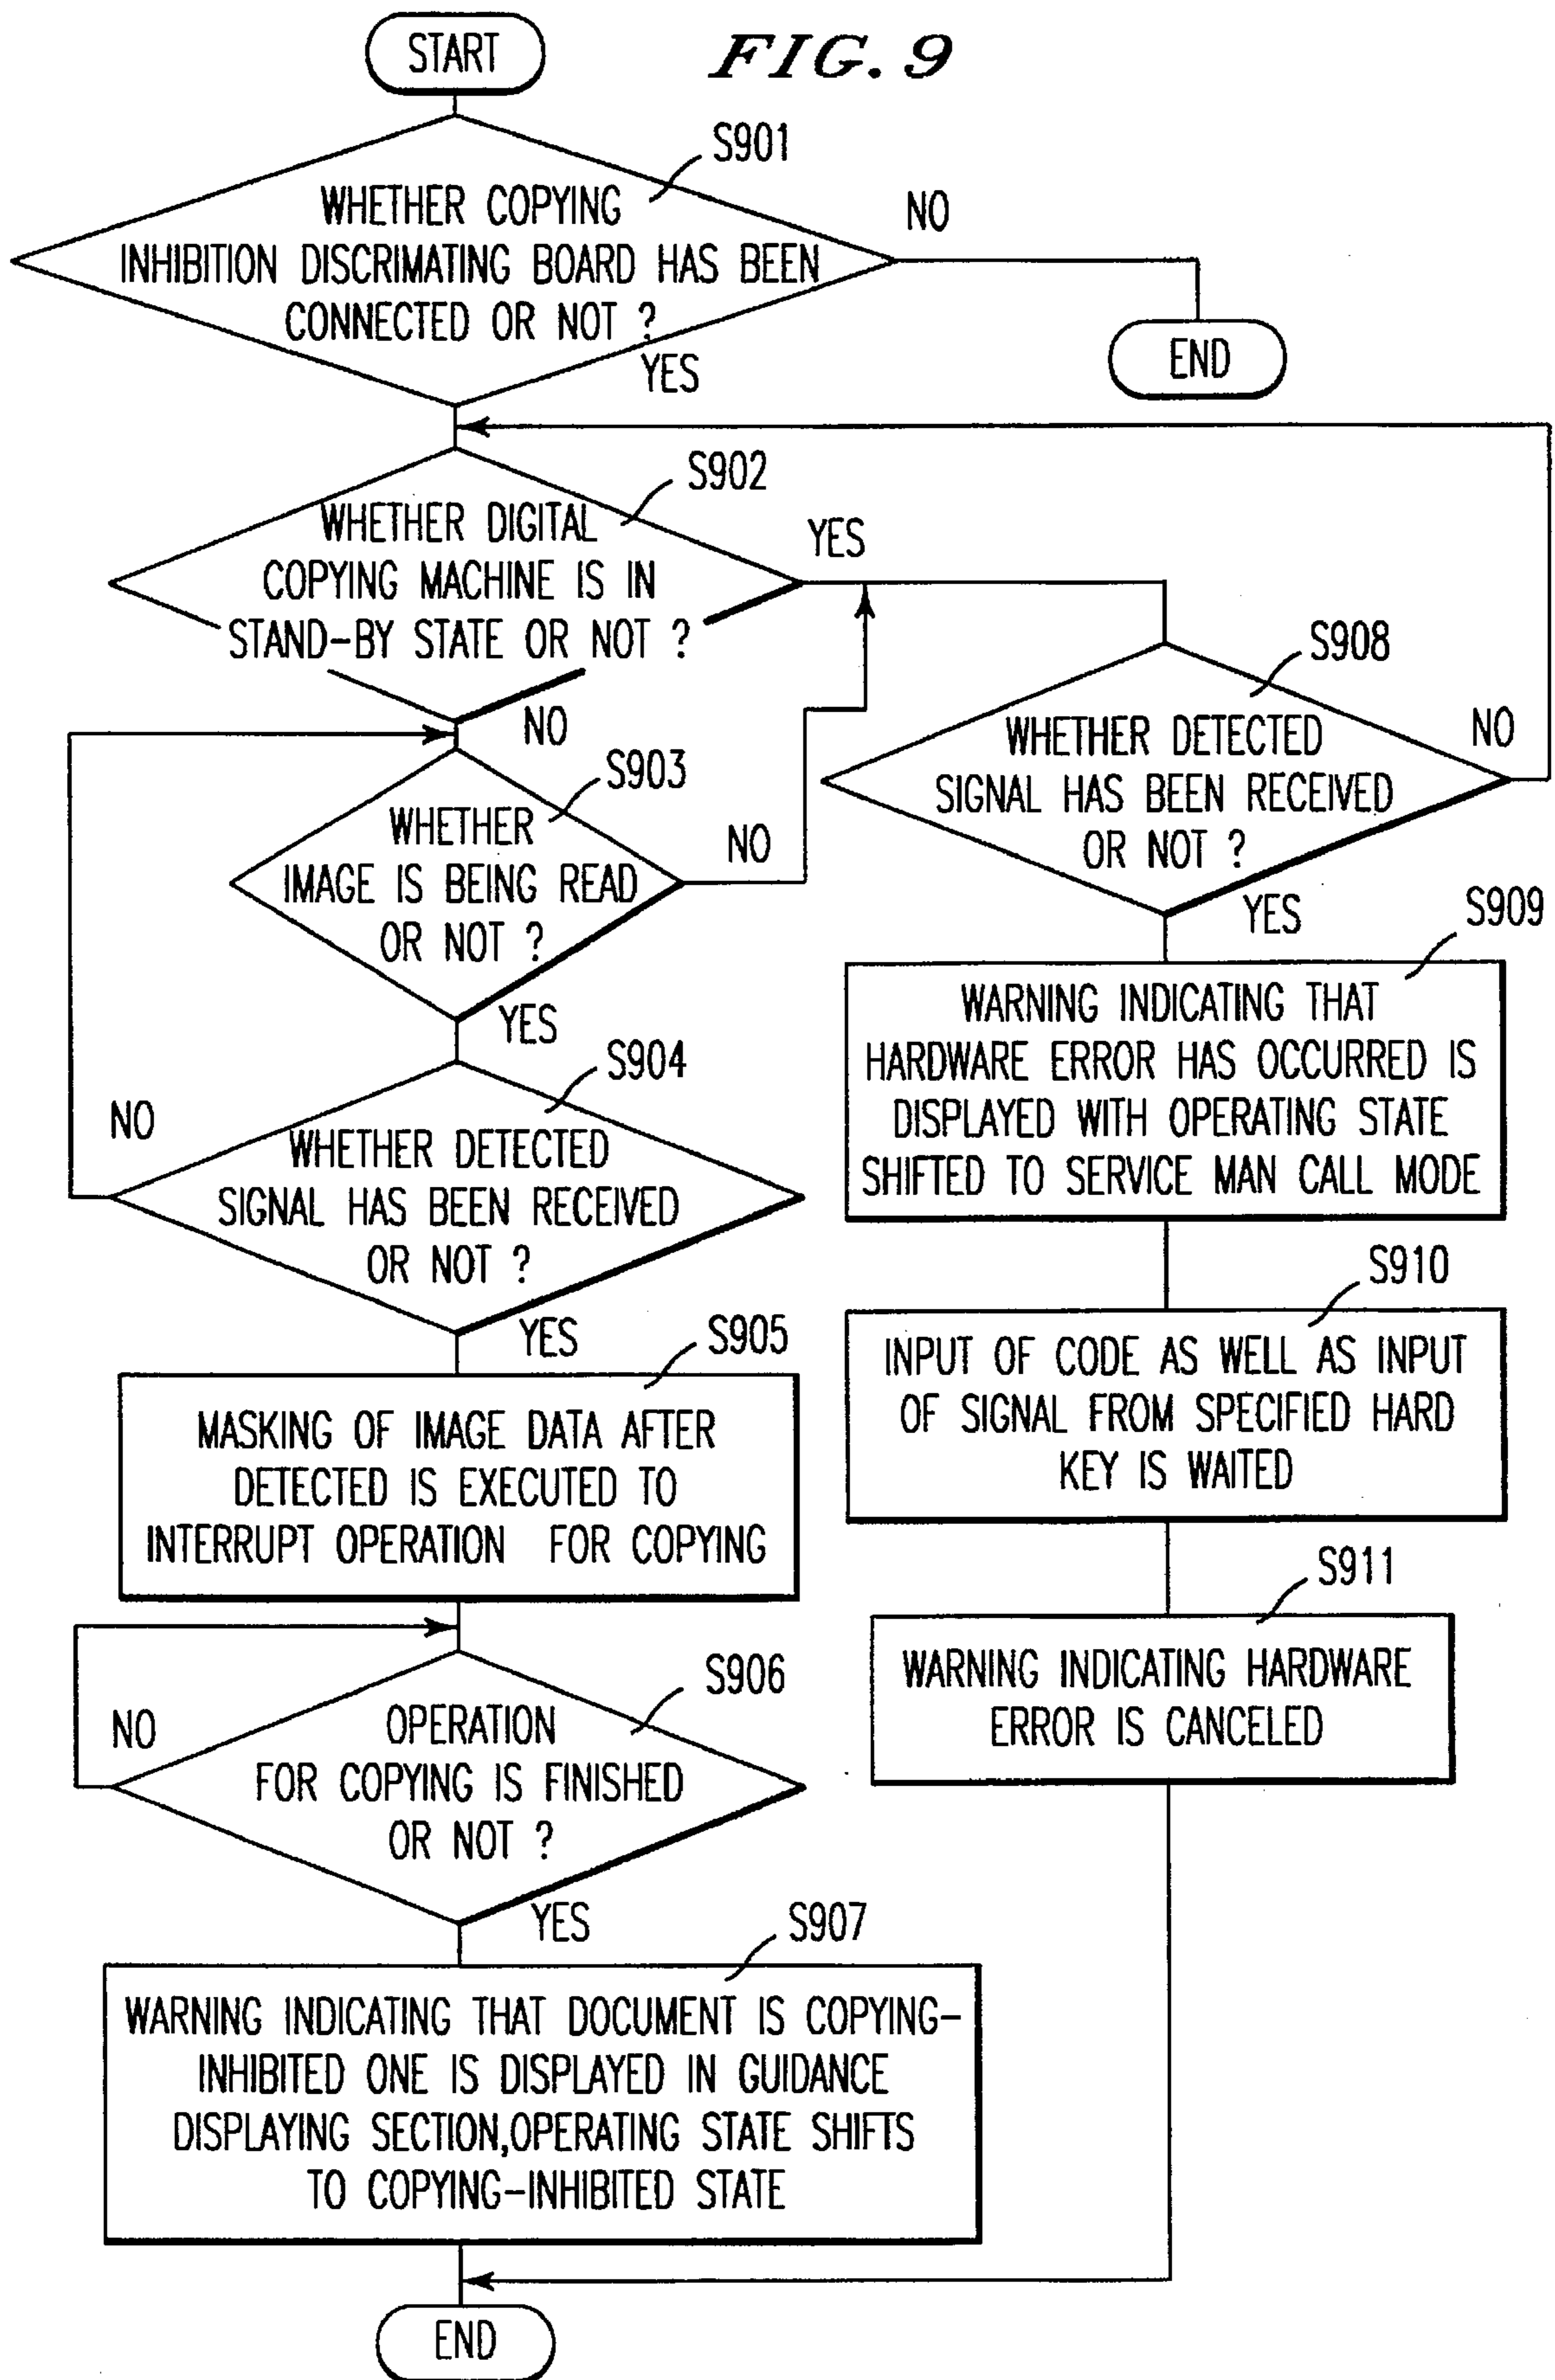 START
FIG. 9
S901
WHETHER COPYING
INHIBITION DISCRIMATING BOARD HAS BEEN
CONNECTED OR NOT ?
NO
END
YES
S902
WHETHER DIGITAL
COPYING MACHINE IS IN
STAND-BY STATE OR NOT ?
YES
NO
S903
WHETHER
IMAGE IS BEING READ
OR NOT ?
NO
YES
S904
WHETHER DETECTED
SIGNAL HAS BEEN RECEIVED
OR NOT ?
NO
YES
S905
MASKING OF IMAGE DATA AFTER
DETECTED IS EXECUTED TO
INTERRUPT OPERATION FOR COPYING
S906
OPERATION
FOR COPYING IS FINISHED
OR NOT ?
NO
YES
S907
WARNING INDICATING THAT DOCUMENT IS COPYING-
INHIBITED ONE IS DISPLAYED IN GUIDANCE
DISPLAYING SECTION,OPERATING STATE SHIFTS
TO COPYING-INHIBITED STATE
S908
WHETHER DETECTED
SIGNAL HAS BEEN RECEIVED
OR NOT ?
NO
YES
S909
WARNING INDICATING THAT
HARDWARE ERROR HAS OCCURRED IS
DISPLAYED WITH OPERATING STATE
SHIFTED TO SERVICE MAN CALL MODE
S910
INPUT OF CODE AS WELL AS INPUT
OF SIGNAL FROM SPECIFIED HARD
KEY IS WAITED
S911
WARNING INDICATING HARDWARE
ERROR IS CANCELED
END